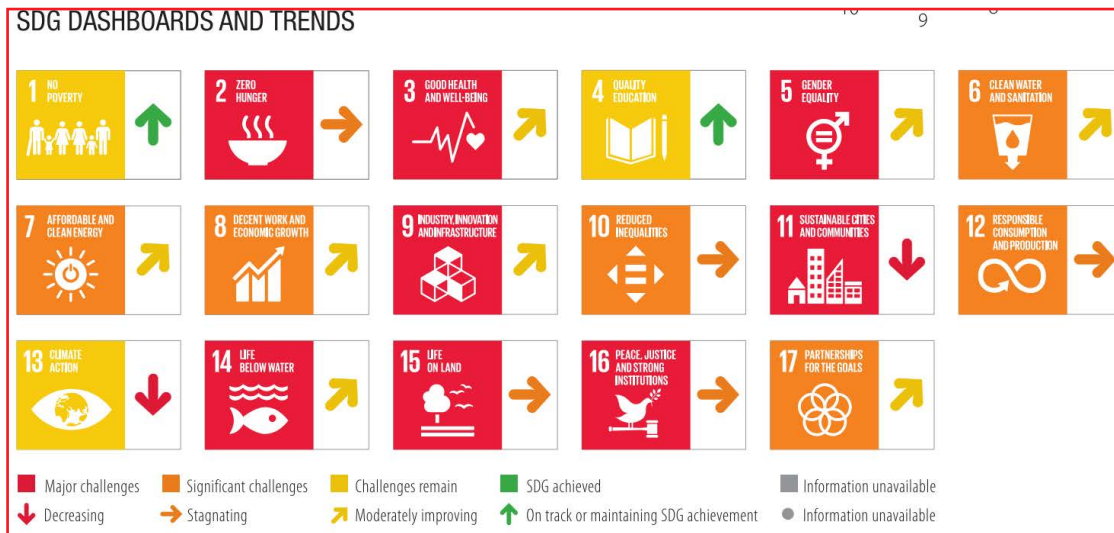 SDG DASHBOARDS AND TRENDS
9
1 NO
POVERTY
2 ZERO
HUNGER
3 GOOD HEALTH
AND WELL-BEING
4 QUALITY
EDUCATION
5 GENDER
EQUALITY
6 CLEAN WATER
AND SANITATION
7 AFFORDABLE AND
CLEAN ENERGY
8 DECENT WORK AND
ECONOMIC GROWTH
9 INDUSTRY, INNOVATION
AND INFRASTRUCTURE
10 REDUCED
INEQUALITIES
11 SUSTAINABLE CITIES
AND COMMUNITIES
12 RESPONSIBLE
CONSUMPTION
AND PRODUCTION
13 CLIMATE
ACTION
14 LIFE
BELOW WATER
15 LIFE
ON LAND
16 PEACE, JUSTICE
AND STRONG
INSTITUTIONS
17 PARTNERSHIPS
FOR THE GOALS
Major challenges
Significant challenges
Challenges remain
SDG achieved
Information unavailable
Decreasing
Stagnating
Moderately improving
On track or maintaining SDG achievement
Information unavailable